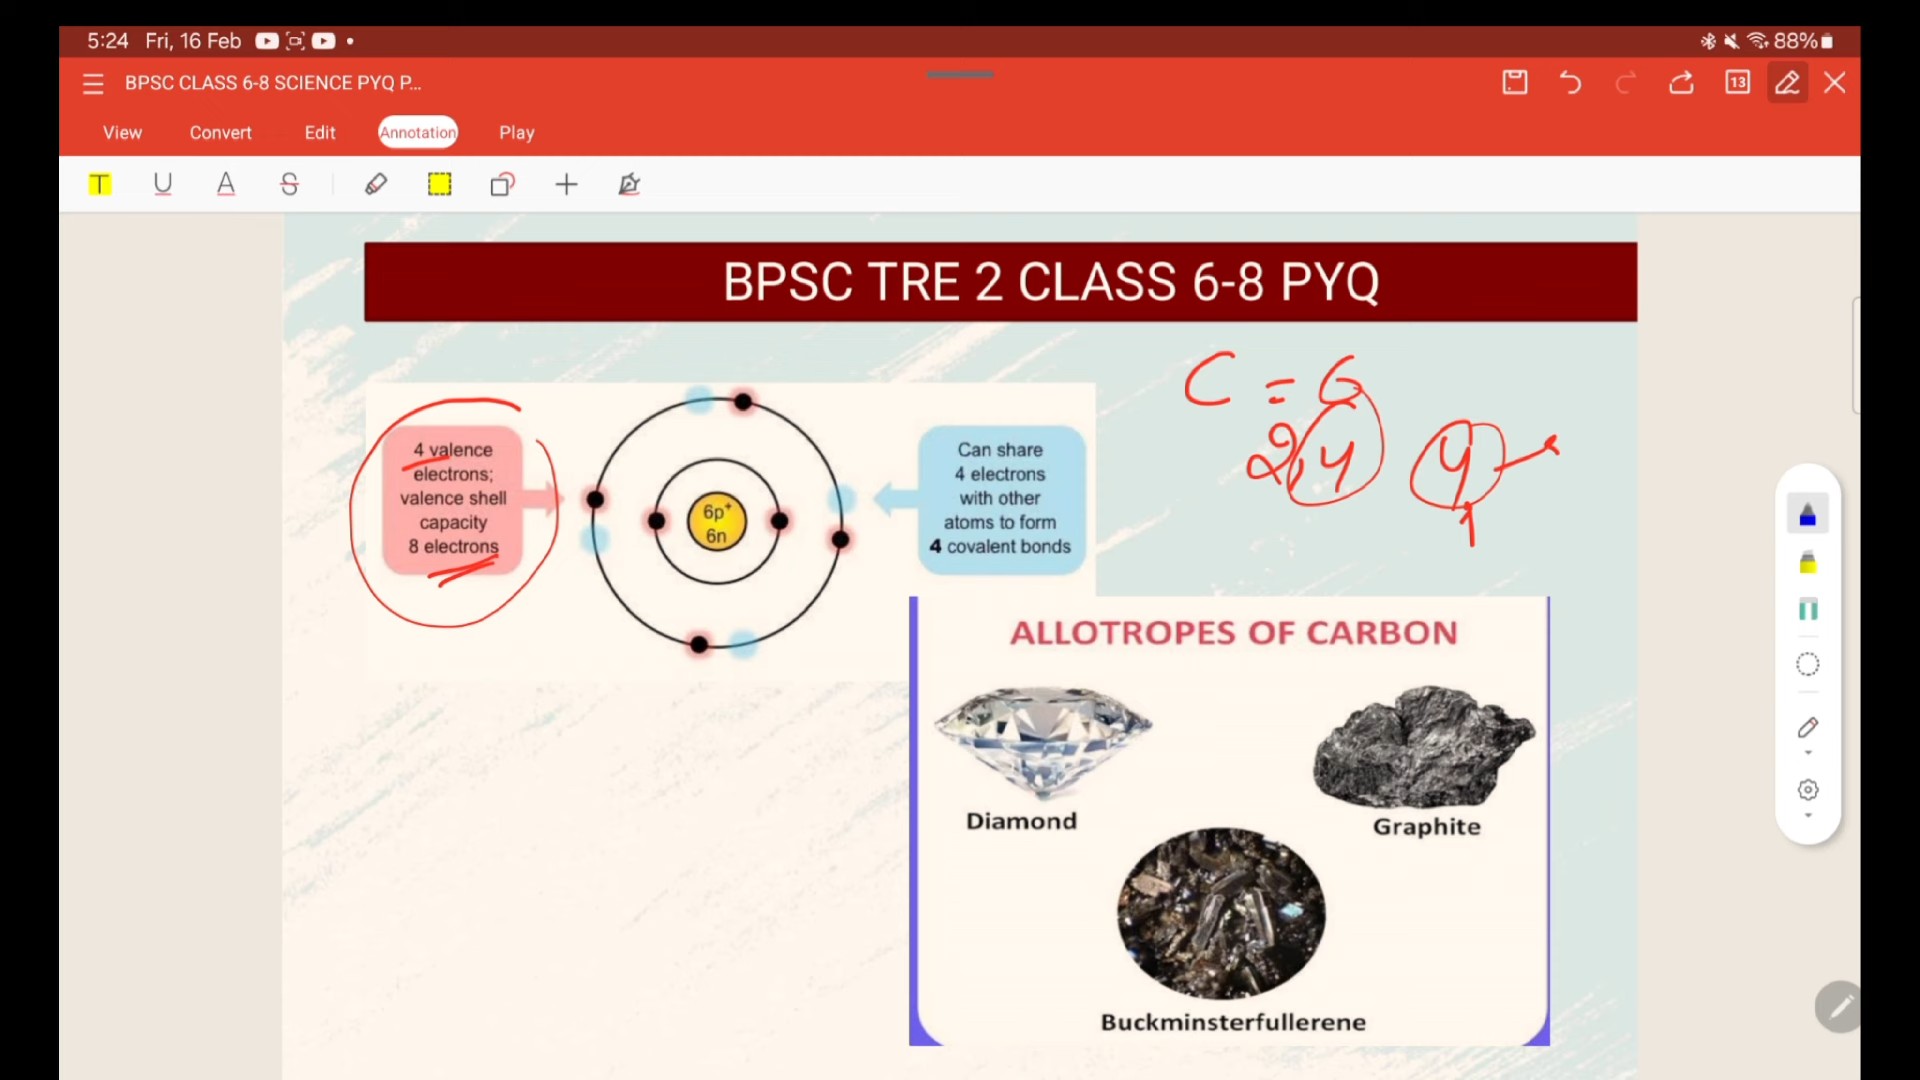 5:24 Fri, 16 Feb
88%
BPSC CLASS 6-8 SCIENCE PYQ P...
13
View Convert Edit Annotation Play
T U A S
BPSC TRE 2 CLASS 6-8 PYQ
C = 6
2,4 4
4 valence
electrons;
valence shell
capacity
8 electrons
6p+
6n
Can share
4 electrons
with other
atoms to form
4 covalent bonds
ALLOTROPES OF CARBON
Diamond
Graphite
Buckminsterfullerene